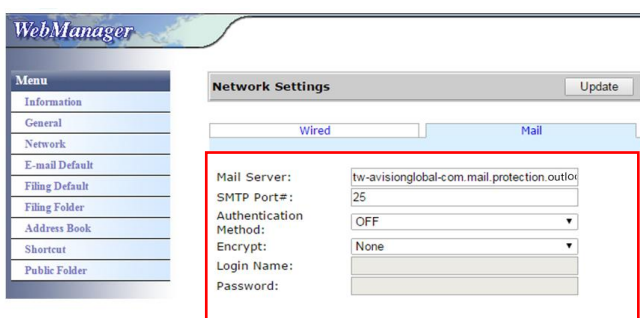 WebManager
Menu
Information
General
Network
E-mail Default
Filing Default
Filing Folder
Address Book
Shortcut
Public Folder
Network Settings
Update
Wired
Mail
Mail Server: tw-avisionglobal-com.mail.protection.outloo
SMTP Port#: 25
Authentication
Method: OFF
Encrypt: None
Login Name:
Password: